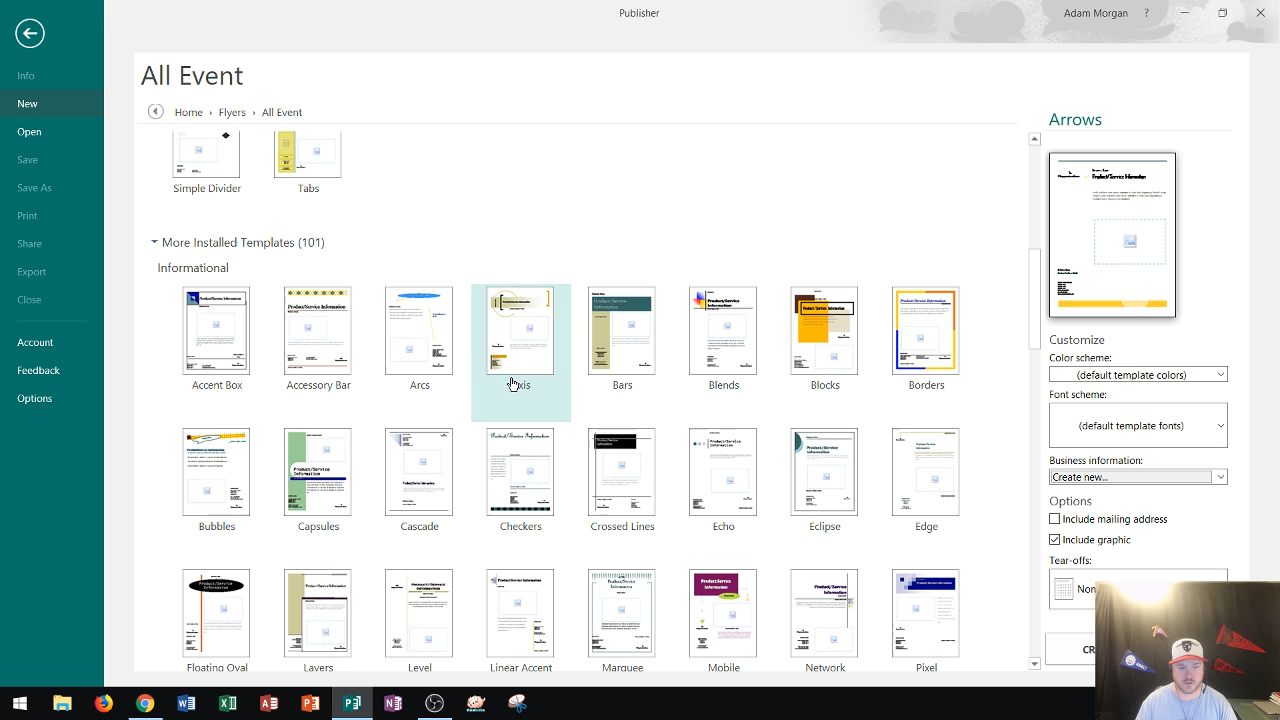 Publisher
Adam Morgan
?
Info
New
Open
Save
Save As
Print
Share
Export
Close
Account
Feedback
Options
All Event
Home › Flyers › All Event
Simple Divider
Tabs
More Installed Templates (101)
Informational
Accent Box
Accessory Bar
Arcs
Bars
Blends
Blocks
Borders
Bubbles
Capsules
Cascade
Checkers
Crossed Lines
Echo
Eclipse
Edge
Floating Oval
Layers
Level
Linear Accent
Marquee
Mobile
Network
Pixel
Arrows
Product/Service Information
Customize
Color scheme:
(default template colors)
Font scheme:
(default template fonts)
Business information:
Create new...
Options
Include mailing address
Include graphic